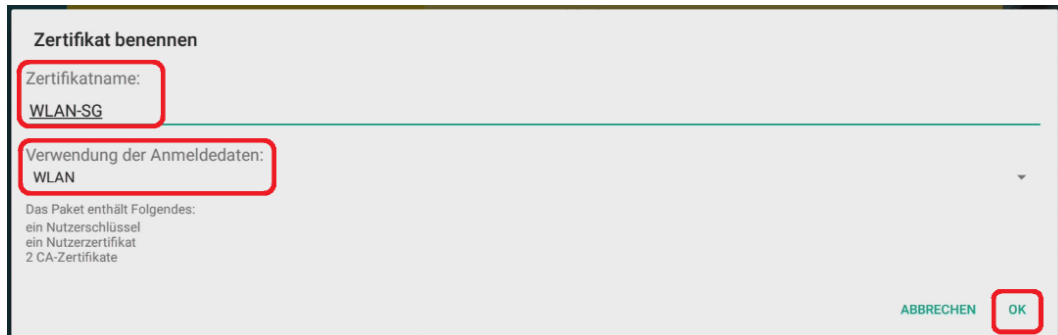 Zertifikat benennen
Zertifikatname:
WLAN-SG
Verwendung der Anmeldedaten:
WLAN
Das Paket enthält Folgendes:
ein Nutzerschlüssel
ein Nutzerzertifikat
2 CA-Zertifikate
ABBRECHEN OK